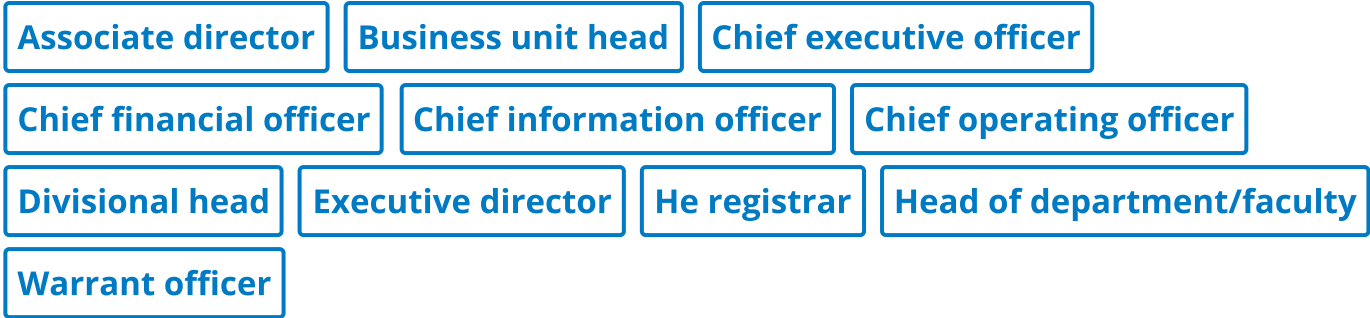 Associate director Business unit head Chief executive officer
Chief financial officer Chief information officer Chief operating officer
Divisional head Executive director He registrar Head of department/faculty
Warrant officer